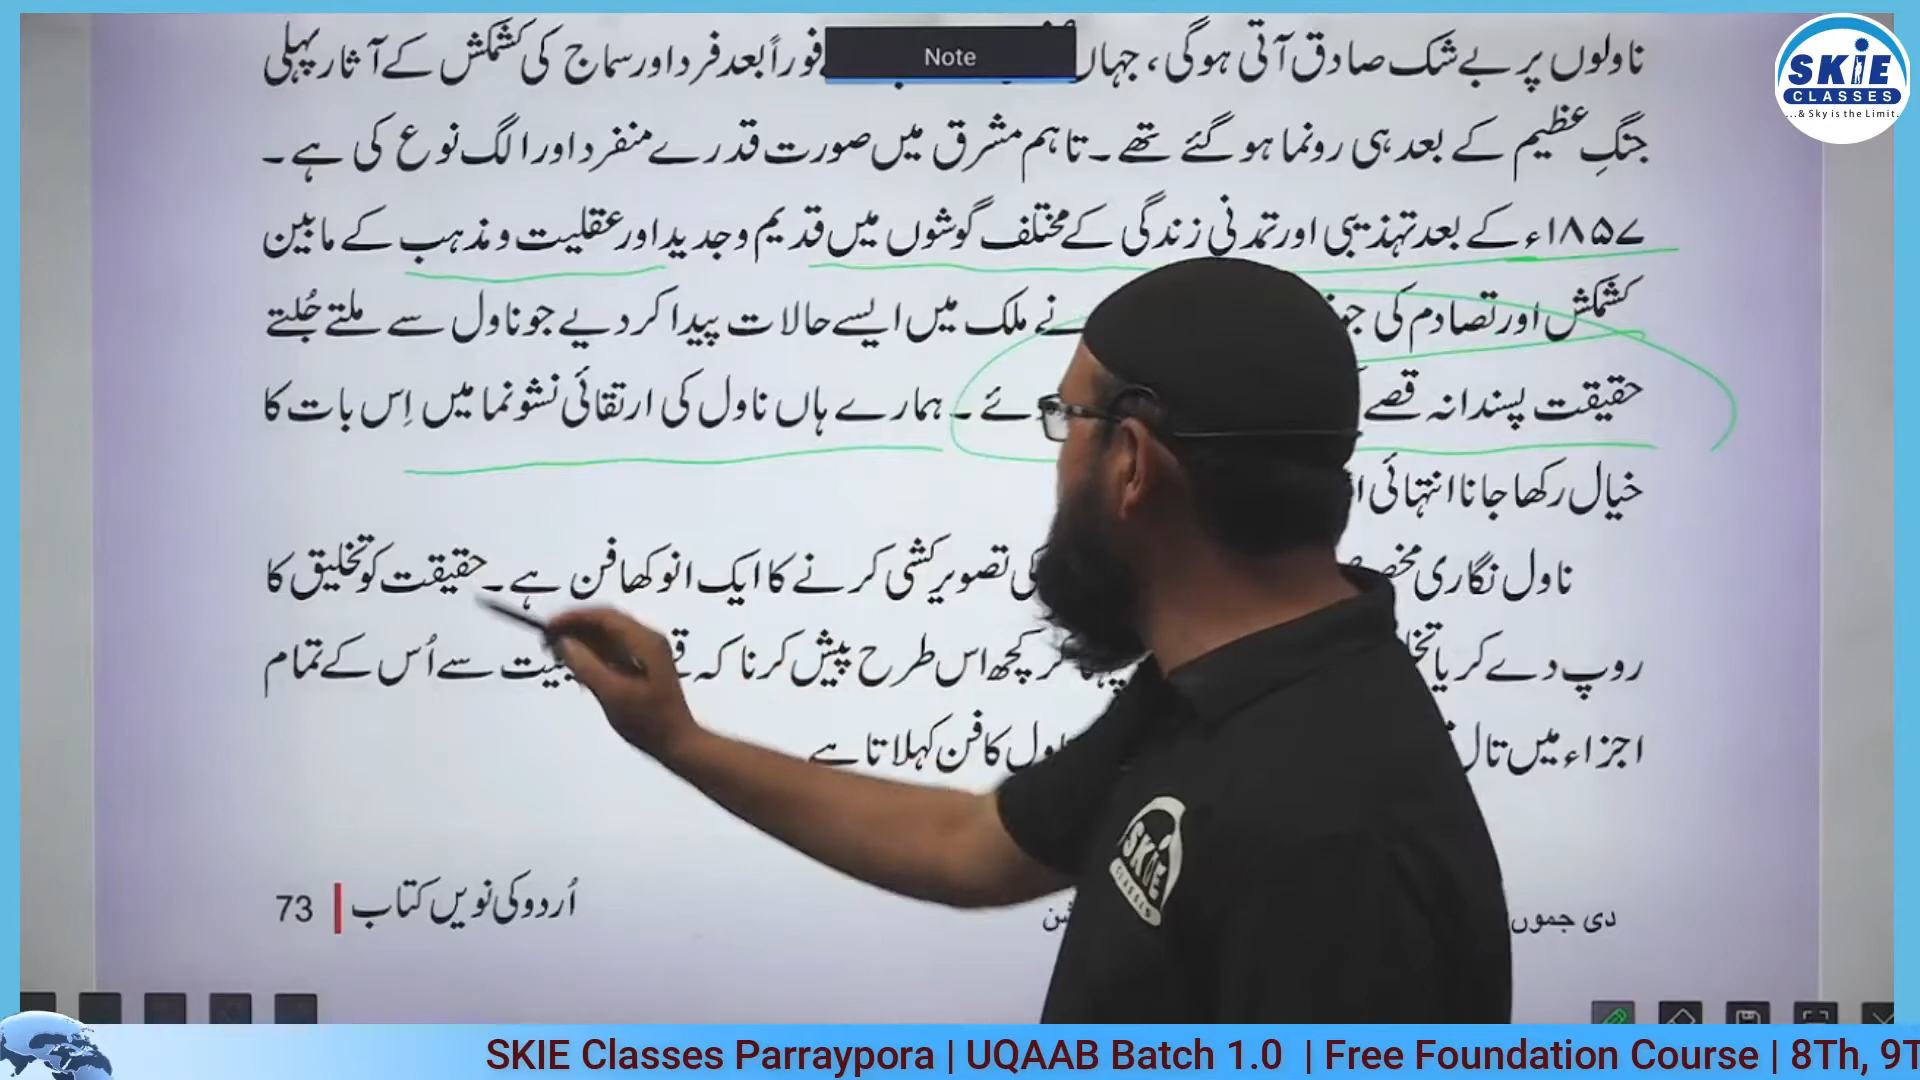 Note
ناولوں پر بے شک صادق آتی ہوگی، جہاں فوراً بعد فرد اور سماج کی کشمکش کے آثار پہلی
جنگِ عظیم کے بعد ہی رونما ہو گئے تھے۔ تاہم مشرق میں صورت قدرے منفرد اور الگ نوع کی ہے۔
۱۸۵۷ء کے بعد تہذیبی اور تمدنی زندگی کے مختلف گوشوں میں قدیم و جدید اور عقلیت و مذہب کے مابین
کشمکش اور تصادم کی نے ملک میں ایسے حالات پیدا کر دیے جو ناول سے ملتے جُلتے
حقیقت پسندانہ قصے ہمارے ہاں ناول کی ارتقائی نشوونما میں اِس بات کا
خیال رکھا جانا انتہائی
ناول نگاری کی تصویر کشی کرنے کا ایک انوکھا فن ہے۔ حقیقت کو تخلیق کا
روپ دے کر یا کر کچھ اس طرح پیش کرنا کہ سے اُس کے تمام
اجزاء میں تال ناول کا فن کہلاتا ہے
دی جموں
اُردو کی نویں کتاب 73
SKIE
CLASSES
...& Sky is the Limit.
SKIE
CLASSES
SKIE Classes Parraypora | UQAAB Batch 1.0 | Free Foundation Course | 8Th, 9T